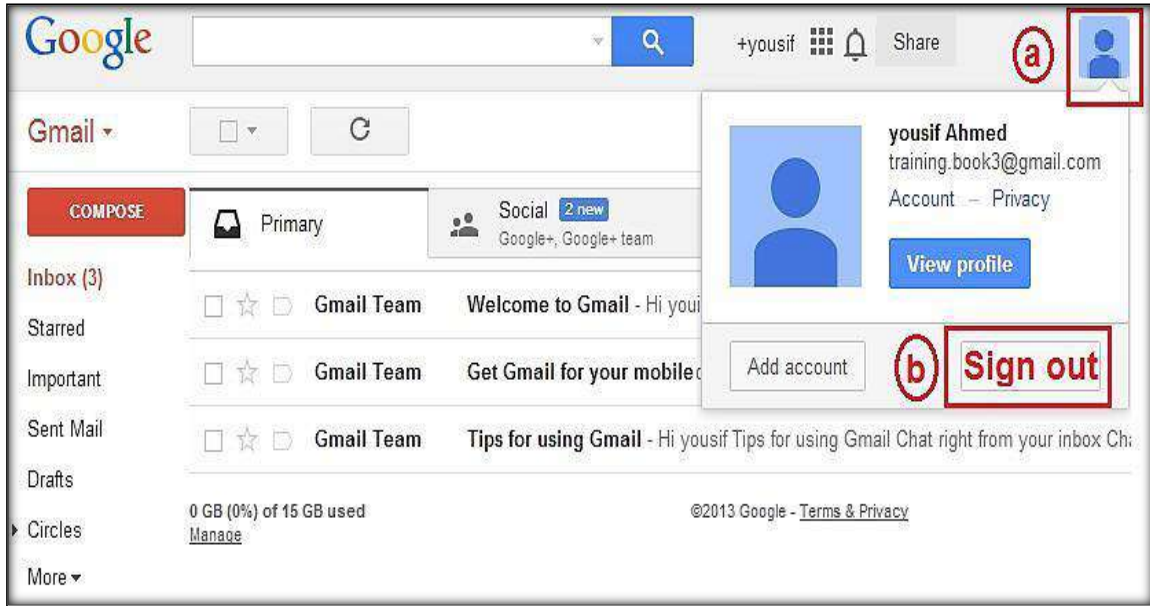 Google
+yousif
Share
a
Gmail
yousif Ahmed
training.book3@gmail.com
Account – Privacy
View profile
Add account
b
Sign out
COMPOSE
Primary
Social 2 new
Google+, Google+ team
Inbox (3)
Starred
Important
Sent Mail
Drafts
Circles
More
Gmail Team Welcome to Gmail - Hi
Gmail Team Get Gmail for your mobile
Gmail Team Tips for using Gmail - Hi yousif Tips for using Gmail Chat right from your inbox
0 GB (0%) of 15 GB used
Manage
©2013 Google - Terms & Privacy